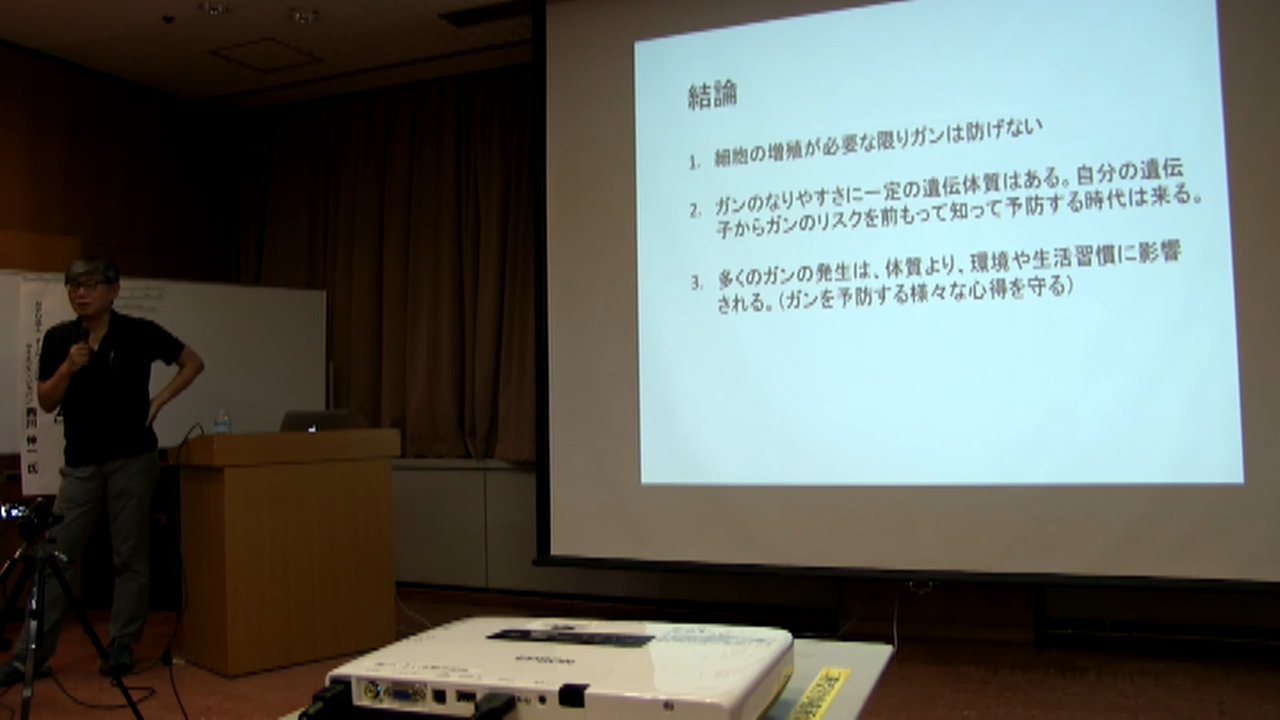 結論
1. 細胞の増殖が必要な限りガンは防げない
2. ガンのなりやすさに一定の遺伝体質はある。自分の遺伝
子からガンのリスクを前もって知って予防する時代は来る。
3. 多くのガンの発生は、体質より、環境や生活習慣に影響
される。(ガンを予防する様々な心得を守る)
西川 伸一 氏